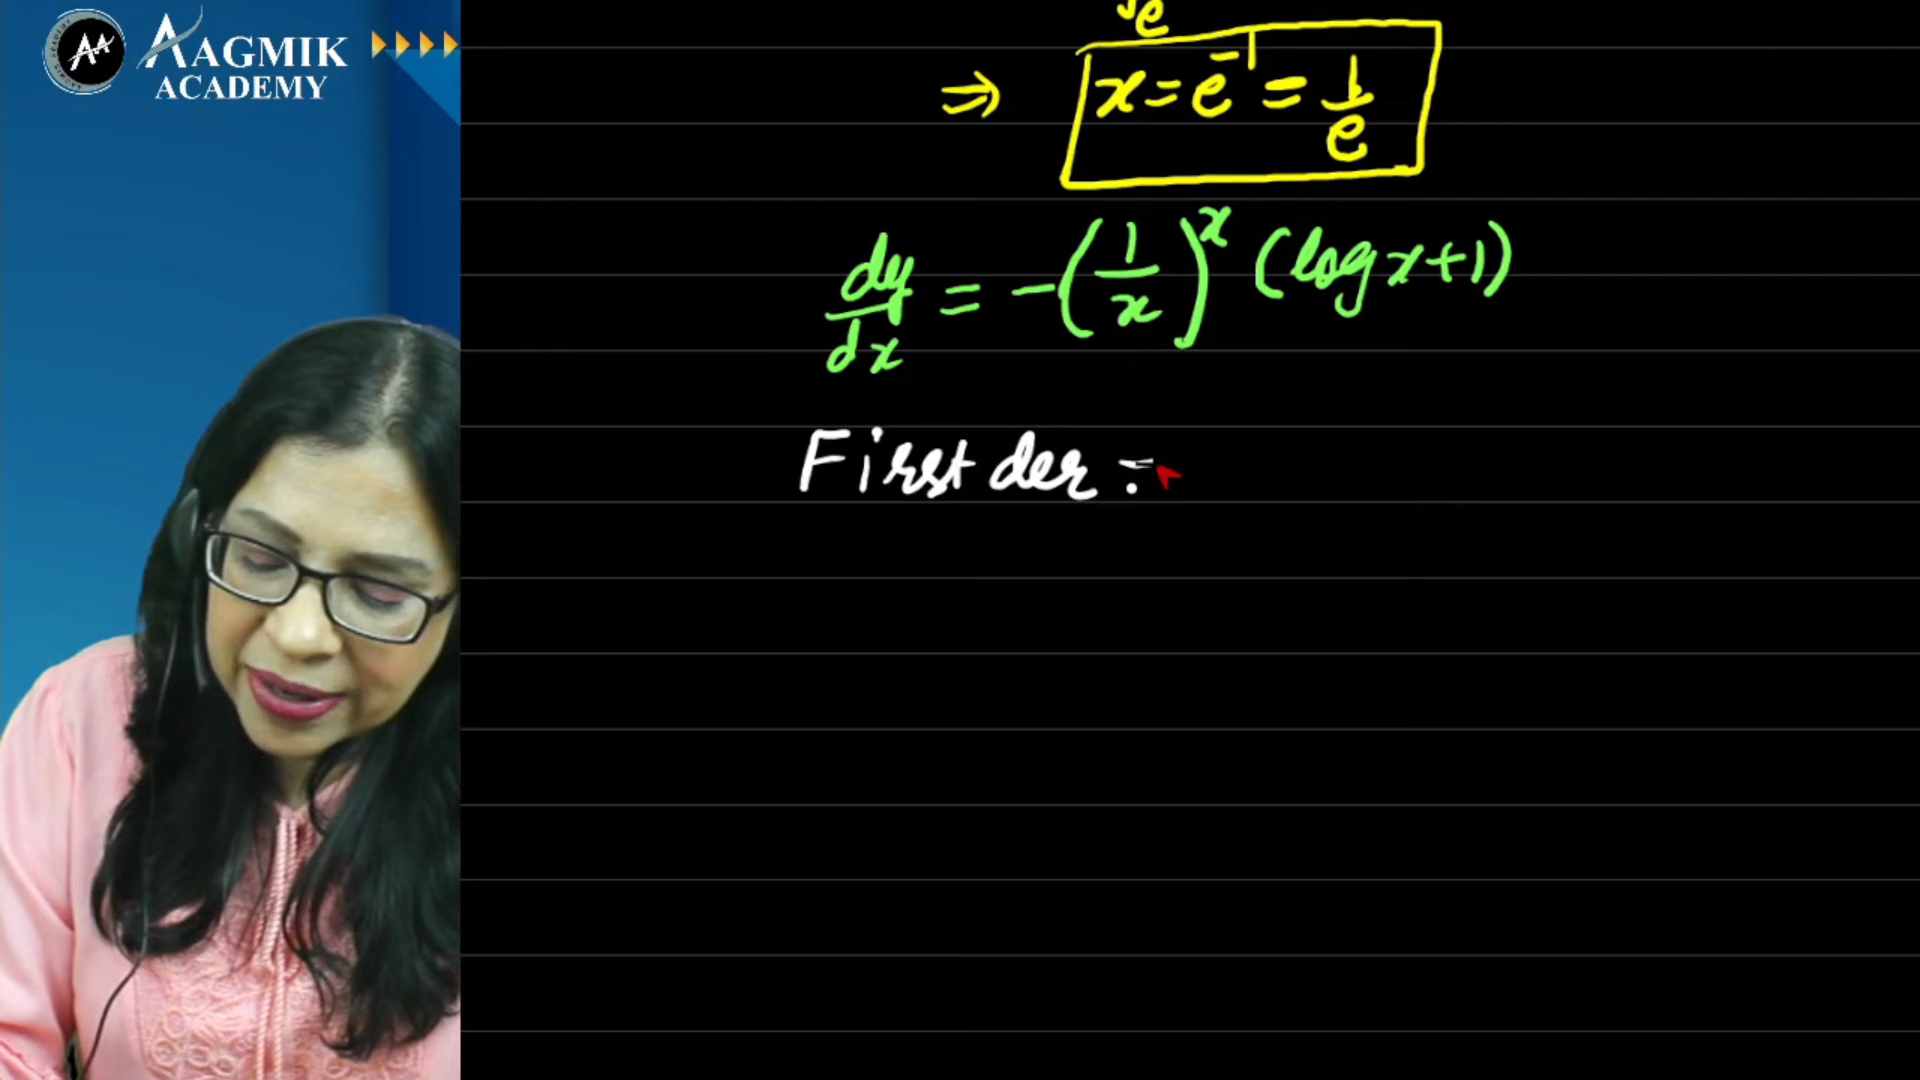 AAGMIK
ACADEMY
√e
⇒ x = e⁻¹ = 1/e
dy/dx = -(1/x)ˣ (log x + 1)
First der :-